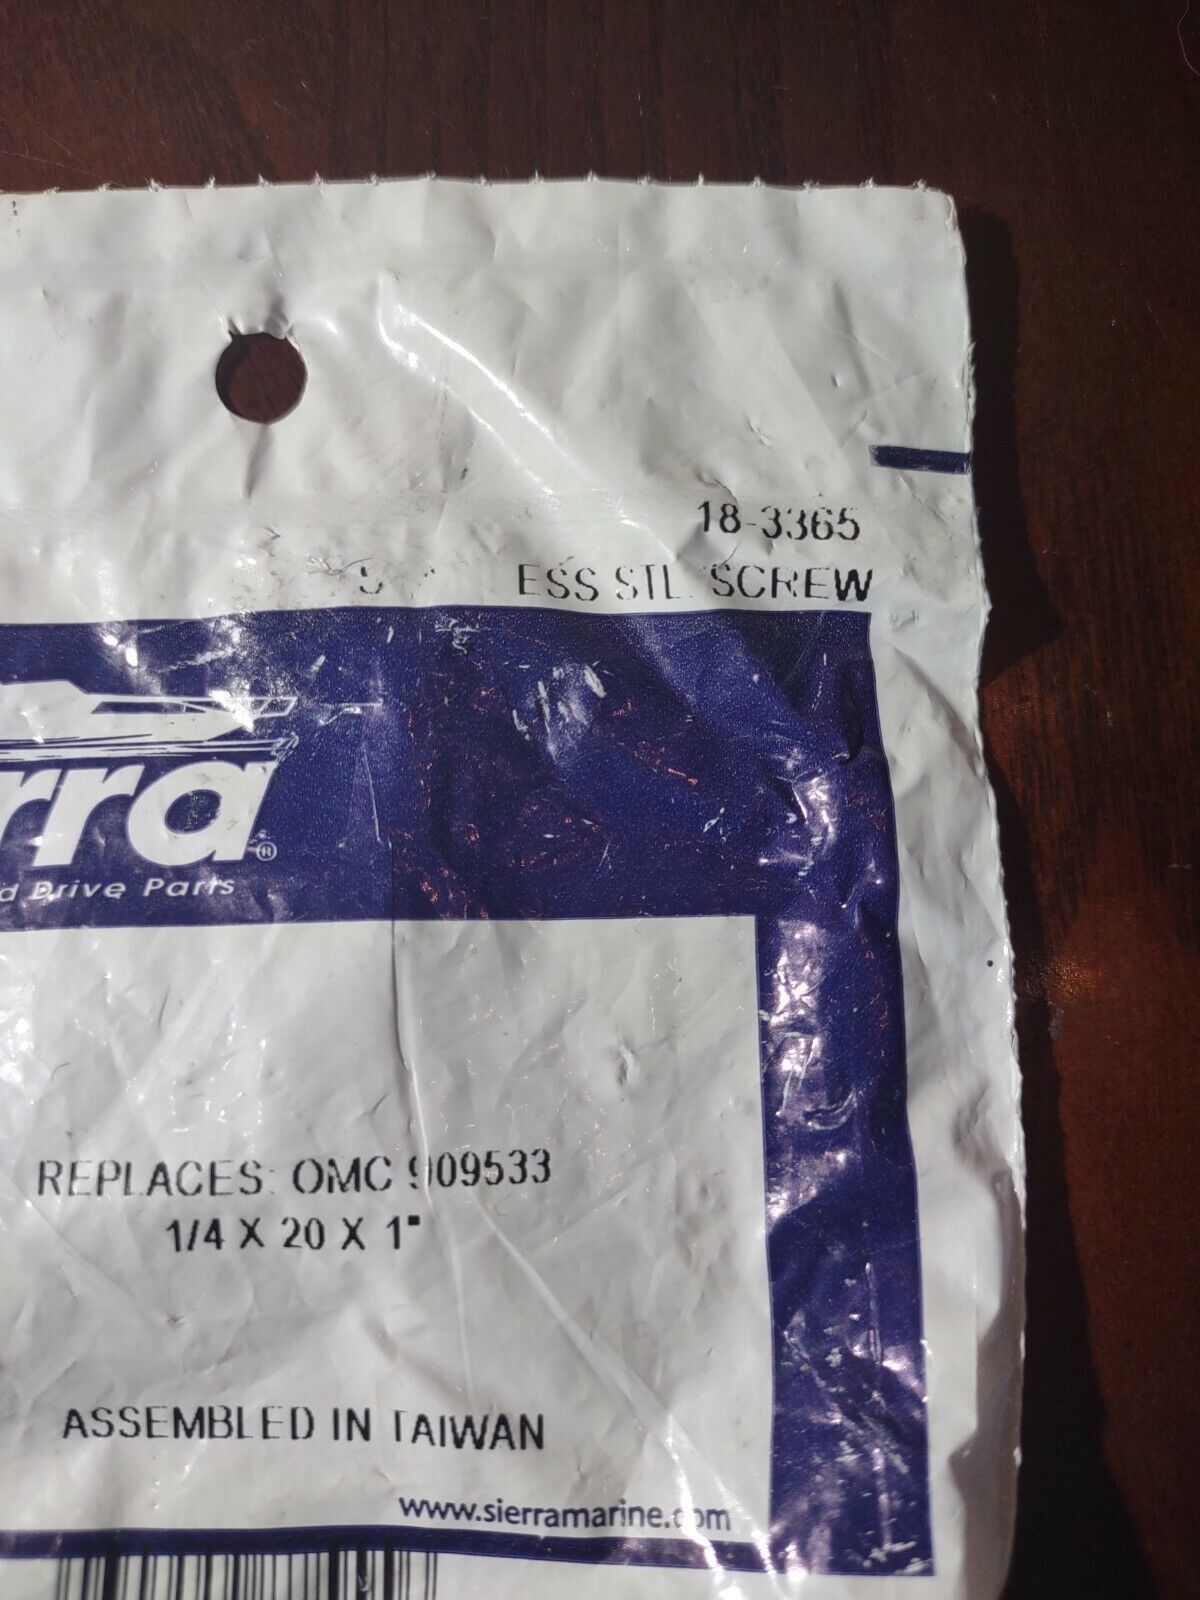 18-3365
STL. SCREW
rra®
Drive Parts
REPLACES: OMC 909533
1/4 X 20 X 1"
ASSEMBLED IN TAIWAN
www.sierramarine.com